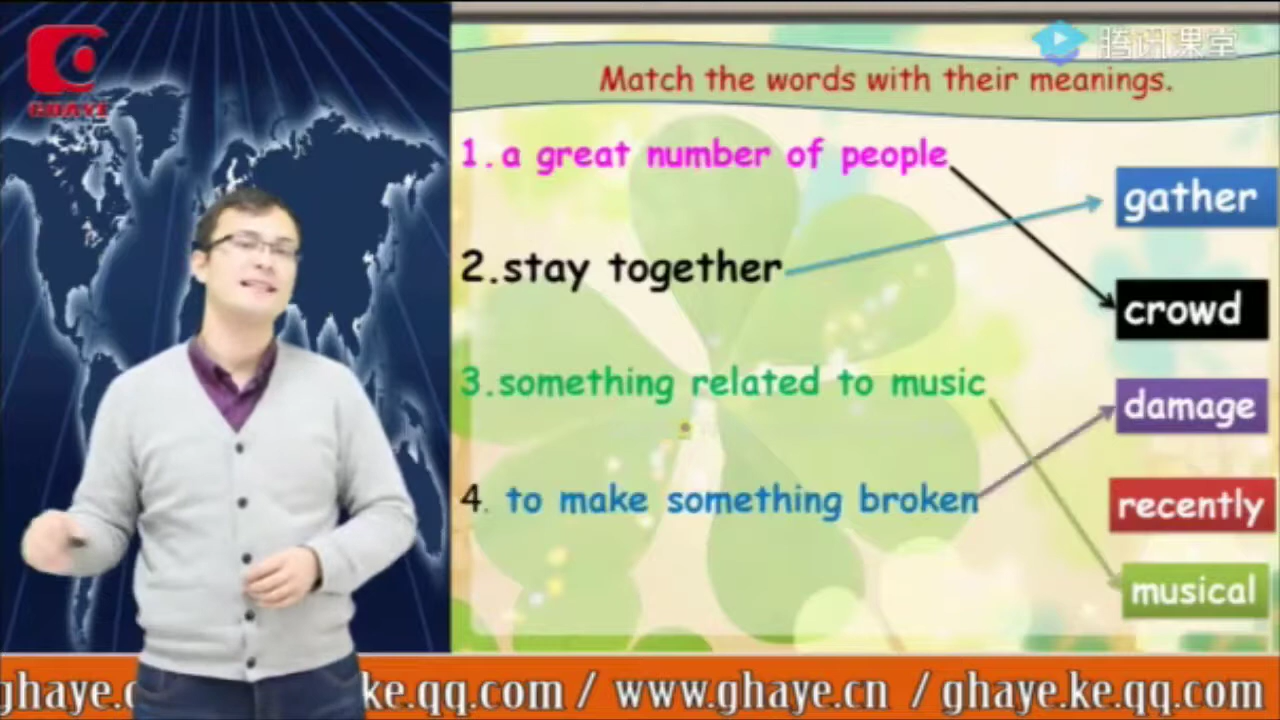 GHAYE
腾讯课堂
Match the words with their meanings.
1.a great number of people
gather
2.stay together
crowd
3.something related to music
damage
4. to make something broken
recently
musical
ghaye.c ke.qq.com / www.ghaye.cn / ghaye.ke.qq.com